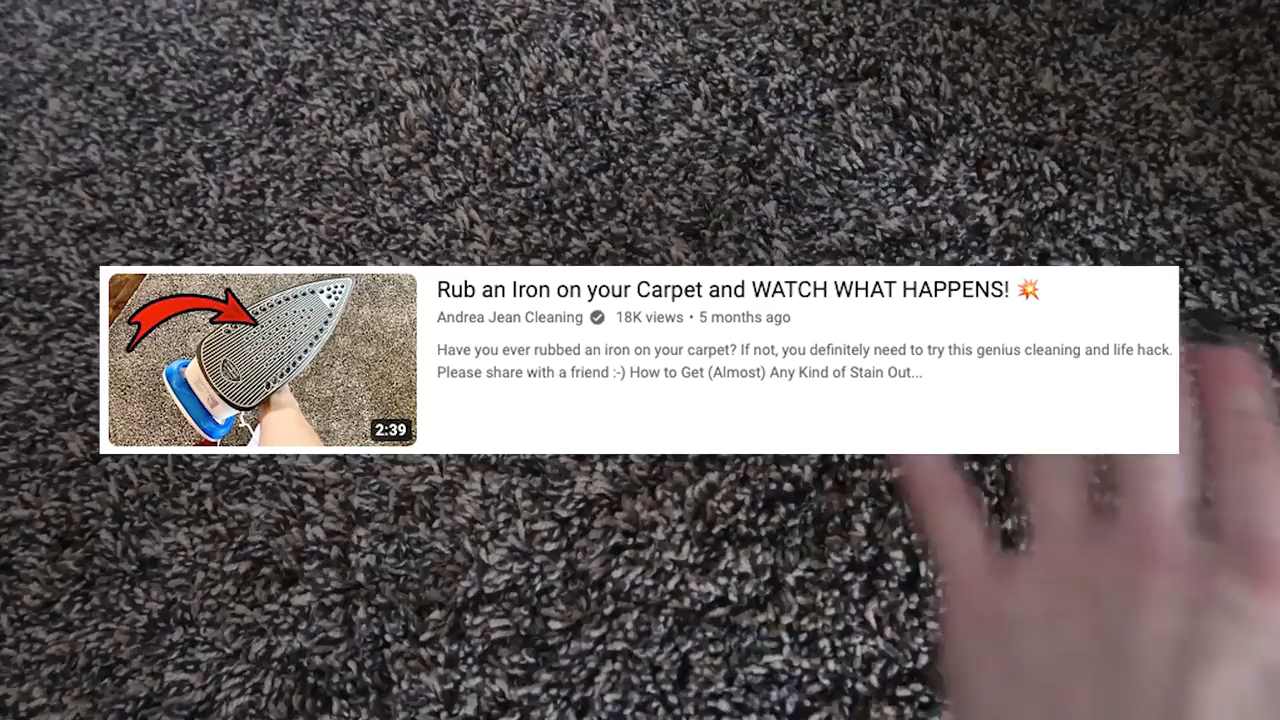 Rub an Iron on your Carpet and WATCH WHAT HAPPENS! 💥
Andrea Jean Cleaning 18K views • 5 months ago
Have you ever rubbed an iron on your carpet? If not, you definitely need to try this genius cleaning and life hack.
Please share with a friend :-) How to Get (Almost) Any Kind of Stain Out...
2:39